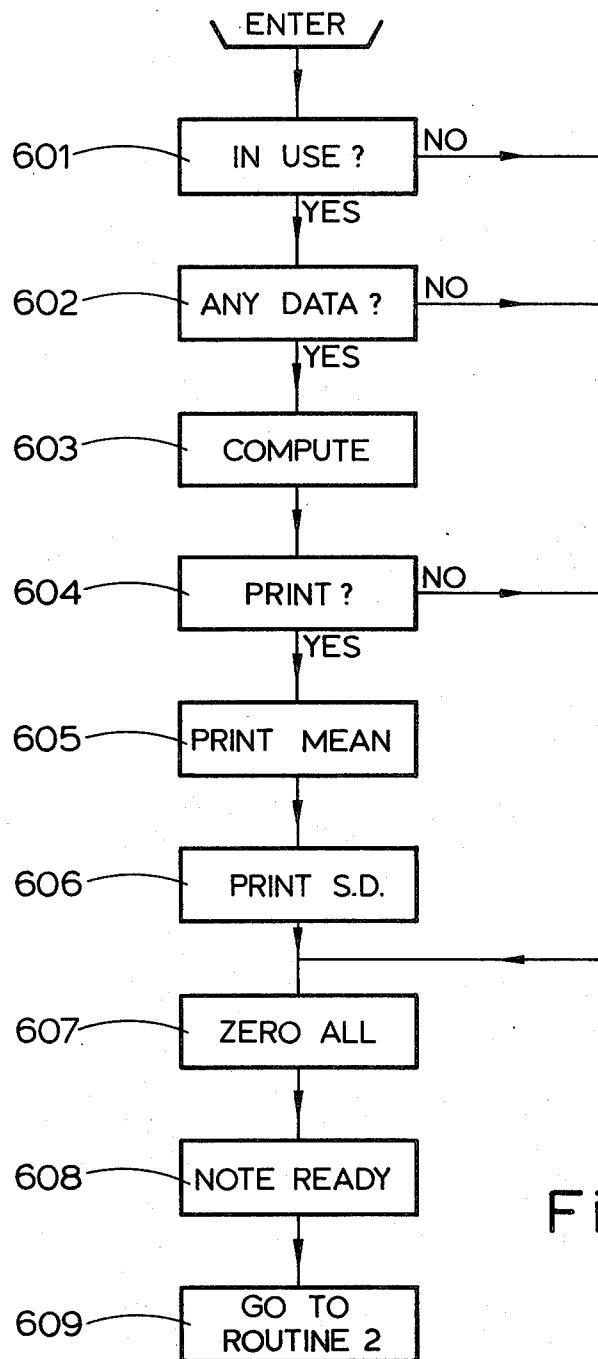 ENTER
601 IN USE ? NO
YES
602 ANY DATA ? NO
YES
603 COMPUTE
604 PRINT ? NO
YES
605 PRINT MEAN
606 PRINT S.D.
607 ZERO ALL
608 NOTE READY
Fi
609 GO TO
ROUTINE 2